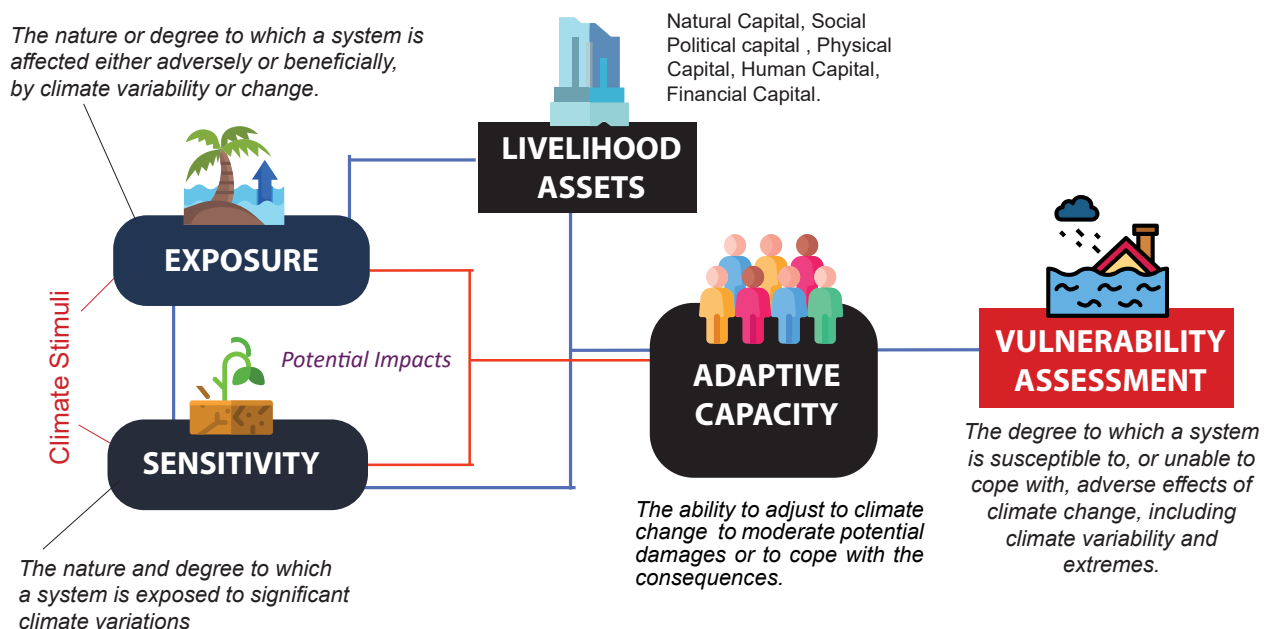 The nature or degree to which a system is
affected either adversely or beneficially,
by climate variability or change.
Natural Capital, Social
Political capital , Physical
Capital, Human Capital,
Financial Capital.
LIVELIHOOD
ASSETS
EXPOSURE
Climate Stimuli
Potential Impacts
SENSITIVITY
The nature and degree to which
a system is exposed to significant
climate variations
ADAPTIVE
CAPACITY
The ability to adjust to climate
change to moderate potential
damages or to cope with the
consequences.
VULNERABILITY
ASSESSMENT
The degree to which a system
is susceptible to, or unable to
cope with, adverse effects of
climate change, including
climate variability and
extremes.